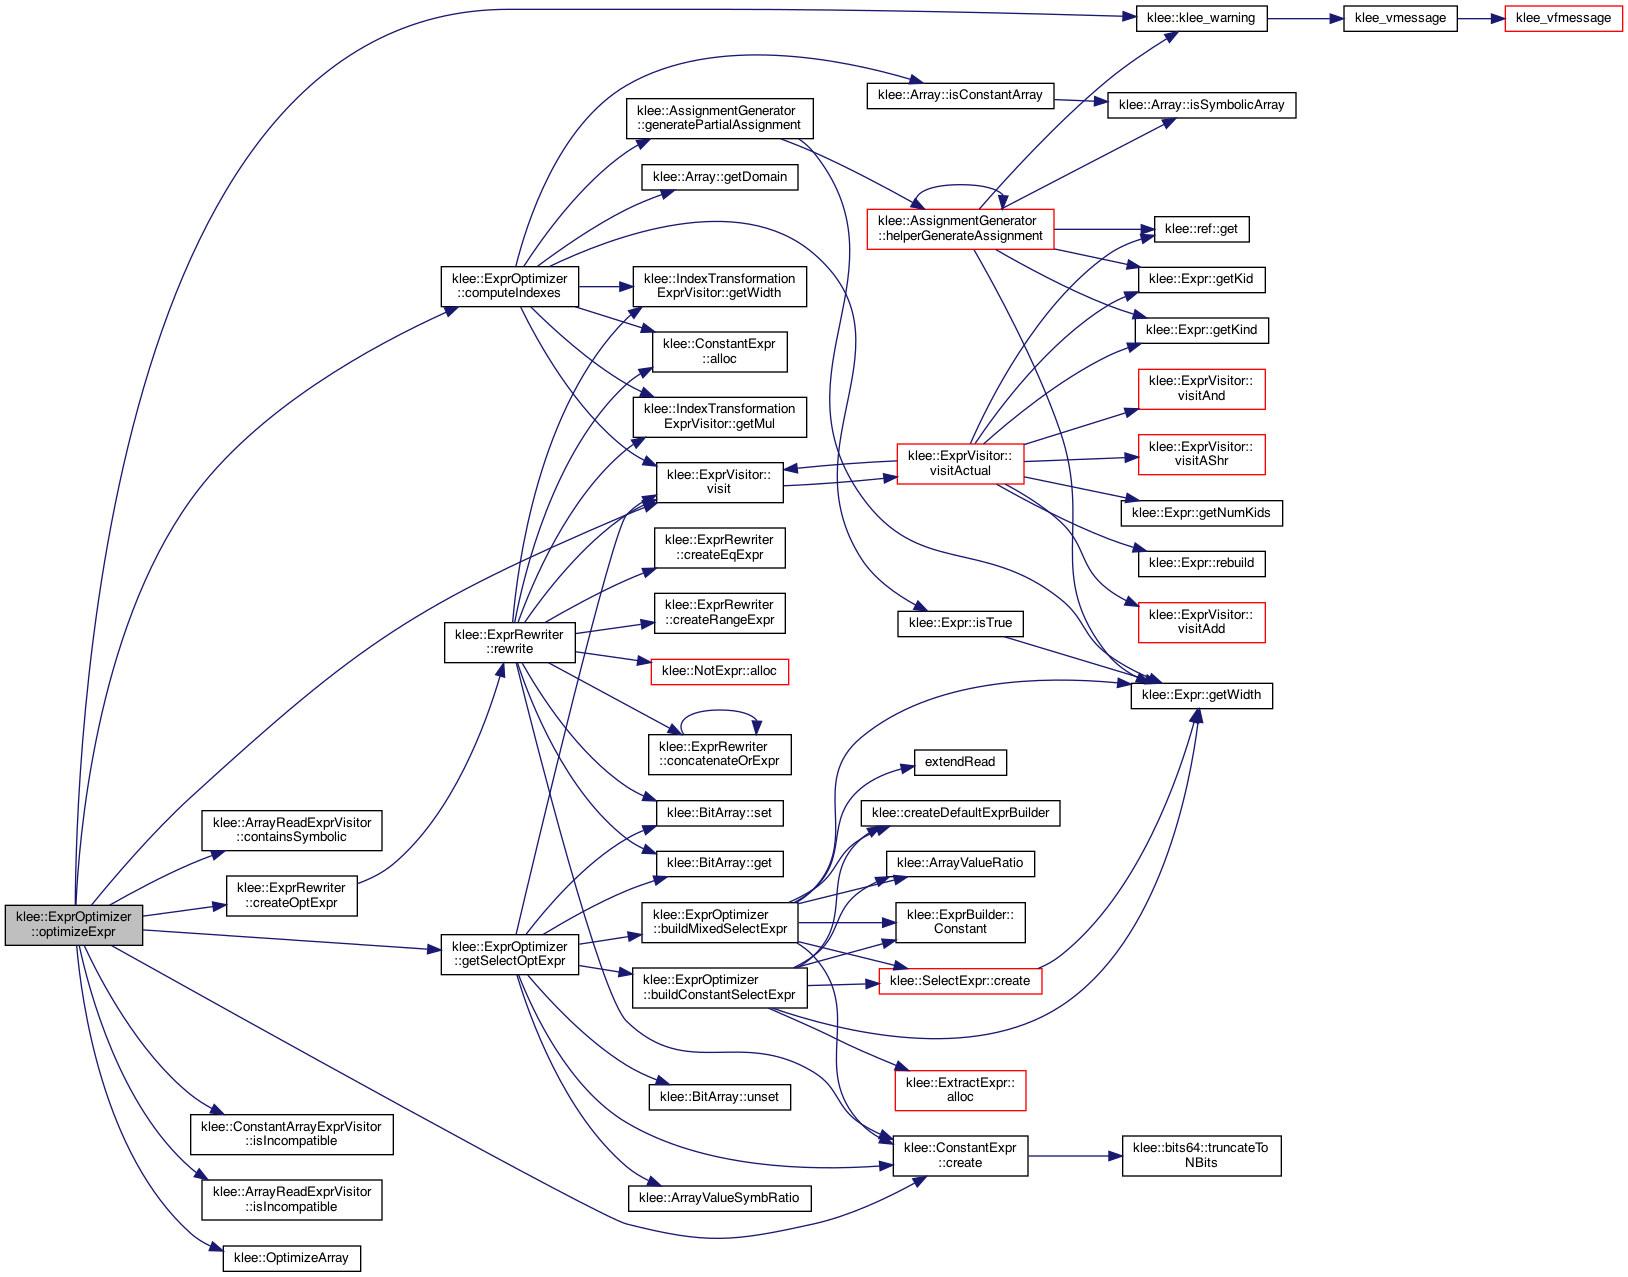 klee::ExprOptimizer
::optimizeExpr
klee::klee_warning
klee_vmessage
klee_vfmessage
klee::Array::isConstantArray
klee::Array::isSymbolicArray
klee::AssignmentGenerator
::generatePartialAssignment
klee::Array::getDomain
klee::AssignmentGenerator
::helperGenerateAssignment
klee::ref::get
klee::ExprOptimizer
::computeIndexes
klee::IndexTransformation
ExprVisitor::getWidth
klee::Expr::getKid
klee::ConstantExpr
::alloc
klee::Expr::getKind
klee::IndexTransformation
ExprVisitor::getMul
klee::ExprVisitor::
visitAnd
klee::ExprVisitor::
visit
klee::ExprVisitor::
visitActual
klee::ExprVisitor::
visitAShr
klee::Expr::getNumKids
klee::ExprRewriter
::createEqExpr
klee::Expr::rebuild
klee::ExprRewriter
::createRangeExpr
klee::Expr::isTrue
klee::ExprVisitor::
visitAdd
klee::ExprRewriter
::rewrite
klee::NotExpr::alloc
klee::Expr::getWidth
klee::ExprRewriter
::concatenateOrExpr
extendRead
klee::BitArray::set
klee::createDefaultExprBuilder
klee::ArrayReadExprVisitor
::containsSymbolic
klee::BitArray::get
klee::ArrayValueRatio
klee::ExprRewriter
::createOptExpr
klee::ExprOptimizer
::buildMixedSelectExpr
klee::ExprBuilder::
Constant
klee::ExprOptimizer
::getSelectOptExpr
klee::ExprOptimizer
::buildConstantSelectExpr
klee::SelectExpr::create
klee::BitArray::unset
klee::ExtractExpr::
alloc
klee::ConstantArrayExprVisitor
::isIncompatible
klee::ConstantExpr
::create
klee::bits64::truncateTo
NBits
klee::ArrayReadExprVisitor
::isIncompatible
klee::ArrayValueSymbRatio
klee::OptimizeArray